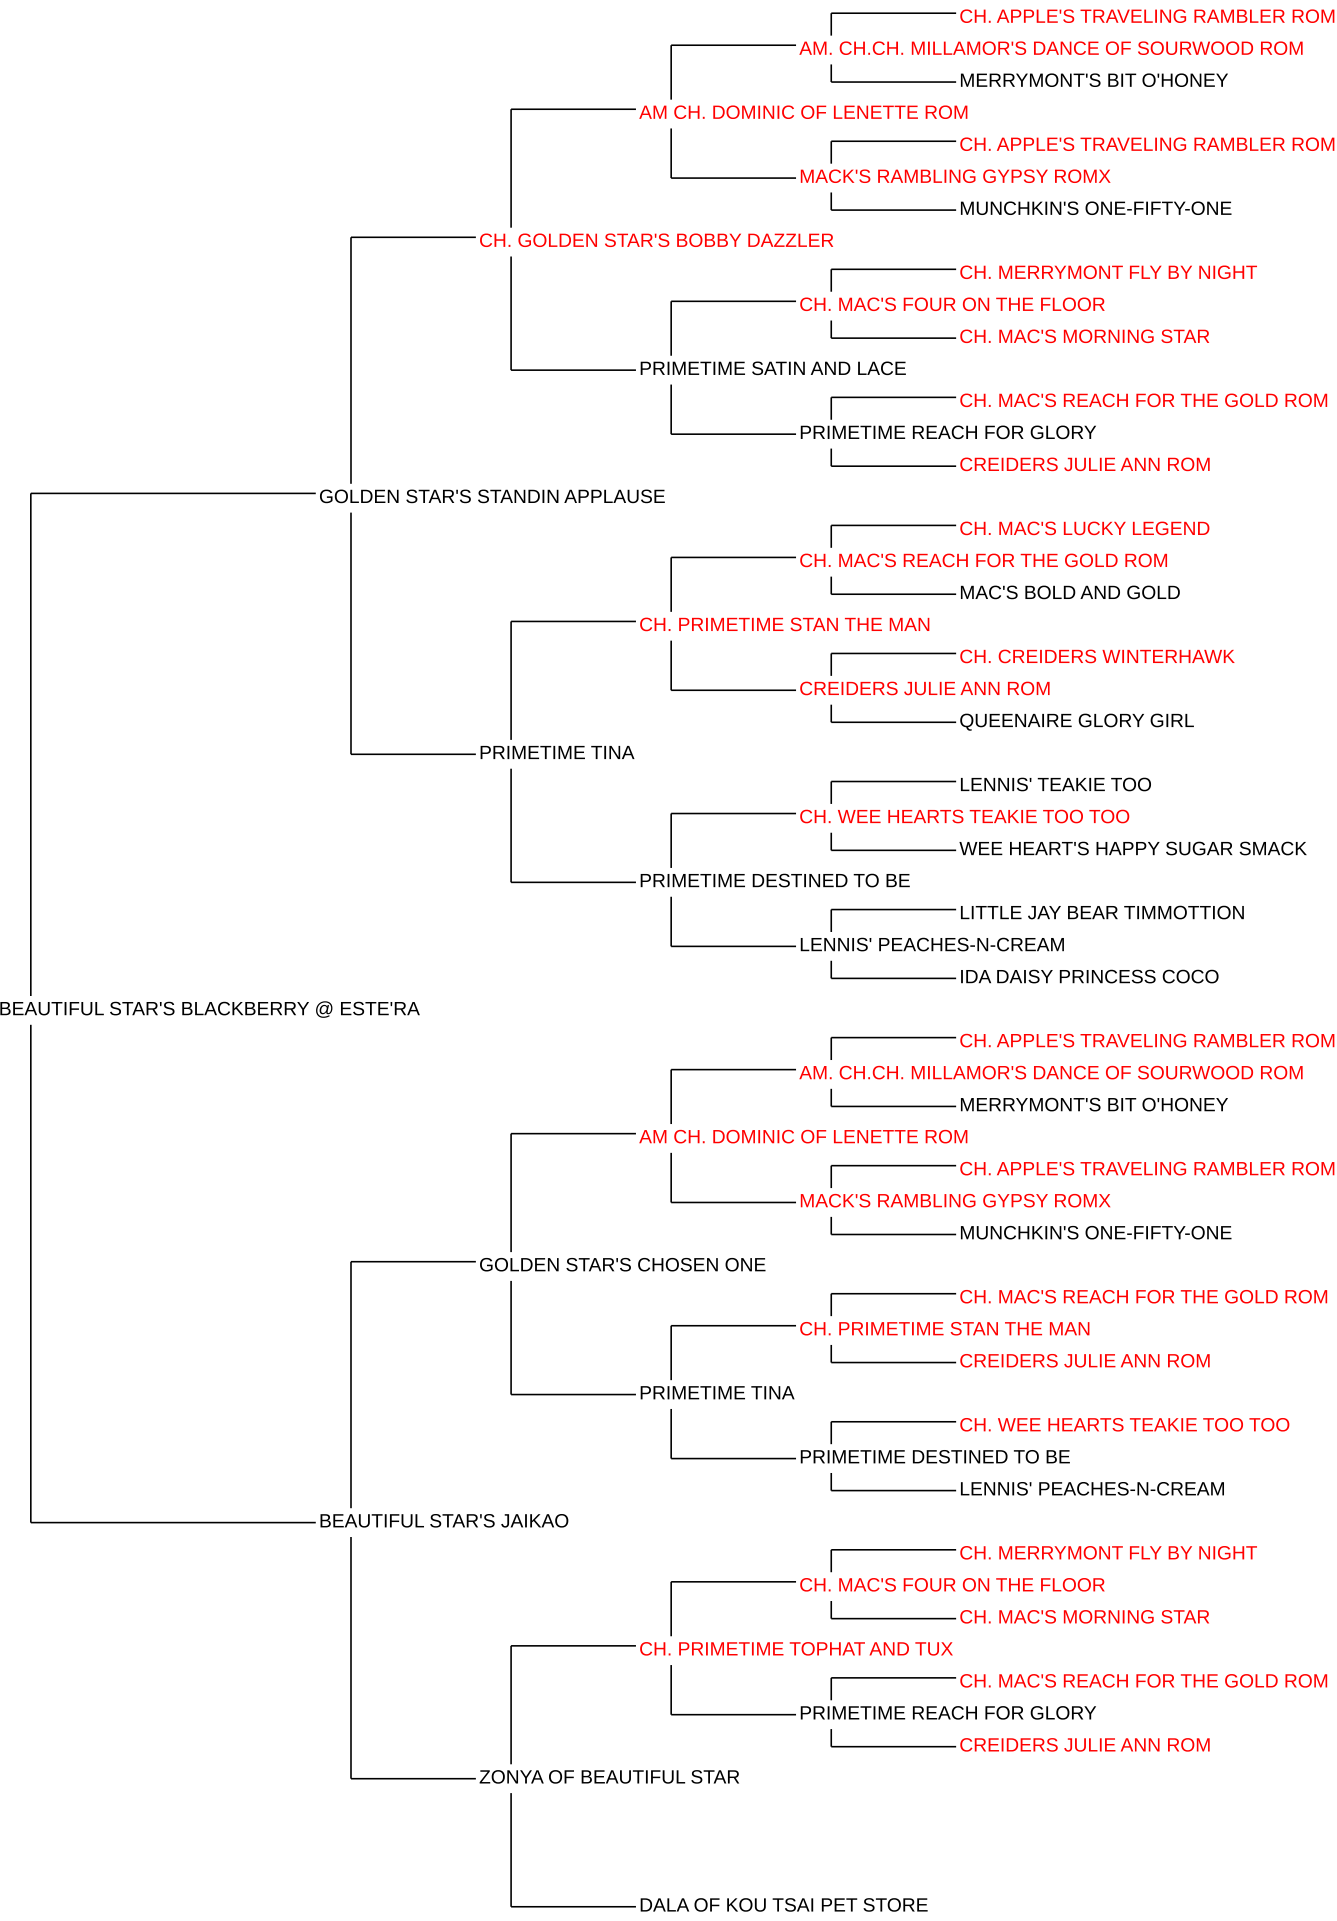 CH. APPLE'S TRAVELING RAMBLER ROM
AM. CH.CH. MILLAMOR'S DANCE OF SOURWOOD ROM
MERRYMONT'S BIT O'HONEY
AM CH. DOMINIC OF LENETTE ROM
CH. APPLE'S TRAVELING RAMBLER ROM
MACK'S RAMBLING GYPSY ROMX
MUNCHKIN'S ONE-FIFTY-ONE
CH. GOLDEN STAR'S BOBBY DAZZLER
CH. MERRYMONT FLY BY NIGHT
CH. MAC'S FOUR ON THE FLOOR
CH. MAC'S MORNING STAR
PRIMETIME SATIN AND LACE
CH. MAC'S REACH FOR THE GOLD ROM
PRIMETIME REACH FOR GLORY
CREIDERS JULIE ANN ROM
GOLDEN STAR'S STANDIN APPLAUSE
CH. MAC'S LUCKY LEGEND
CH. MAC'S REACH FOR THE GOLD ROM
MAC'S BOLD AND GOLD
CH. PRIMETIME STAN THE MAN
CH. CREIDERS WINTERHAWK
CREIDERS JULIE ANN ROM
QUEENAIRE GLORY GIRL
PRIMETIME TINA
LENNIS' TEAKIE TOO
CH. WEE HEARTS TEAKIE TOO TOO
WEE HEART'S HAPPY SUGAR SMACK
PRIMETIME DESTINED TO BE
LITTLE JAY BEAR TIMMOTTION
LENNIS' PEACHES-N-CREAM
IDA DAISY PRINCESS COCO
BEAUTIFUL STAR'S BLACKBERRY @ ESTE'RA
CH. APPLE'S TRAVELING RAMBLER ROM
AM. CH.CH. MILLAMOR'S DANCE OF SOURWOOD ROM
MERRYMONT'S BIT O'HONEY
AM CH. DOMINIC OF LENETTE ROM
CH. APPLE'S TRAVELING RAMBLER ROM
MACK'S RAMBLING GYPSY ROMX
MUNCHKIN'S ONE-FIFTY-ONE
GOLDEN STAR'S CHOSEN ONE
CH. MAC'S REACH FOR THE GOLD ROM
CH. PRIMETIME STAN THE MAN
CREIDERS JULIE ANN ROM
PRIMETIME TINA
CH. WEE HEARTS TEAKIE TOO TOO
PRIMETIME DESTINED TO BE
LENNIS' PEACHES-N-CREAM
BEAUTIFUL STAR'S JAIKAO
CH. MERRYMONT FLY BY NIGHT
CH. MAC'S FOUR ON THE FLOOR
CH. MAC'S MORNING STAR
CH. PRIMETIME TOPHAT AND TUX
CH. MAC'S REACH FOR THE GOLD ROM
PRIMETIME REACH FOR GLORY
CREIDERS JULIE ANN ROM
ZONYA OF BEAUTIFUL STAR
DALA OF KOU TSAI PET STORE